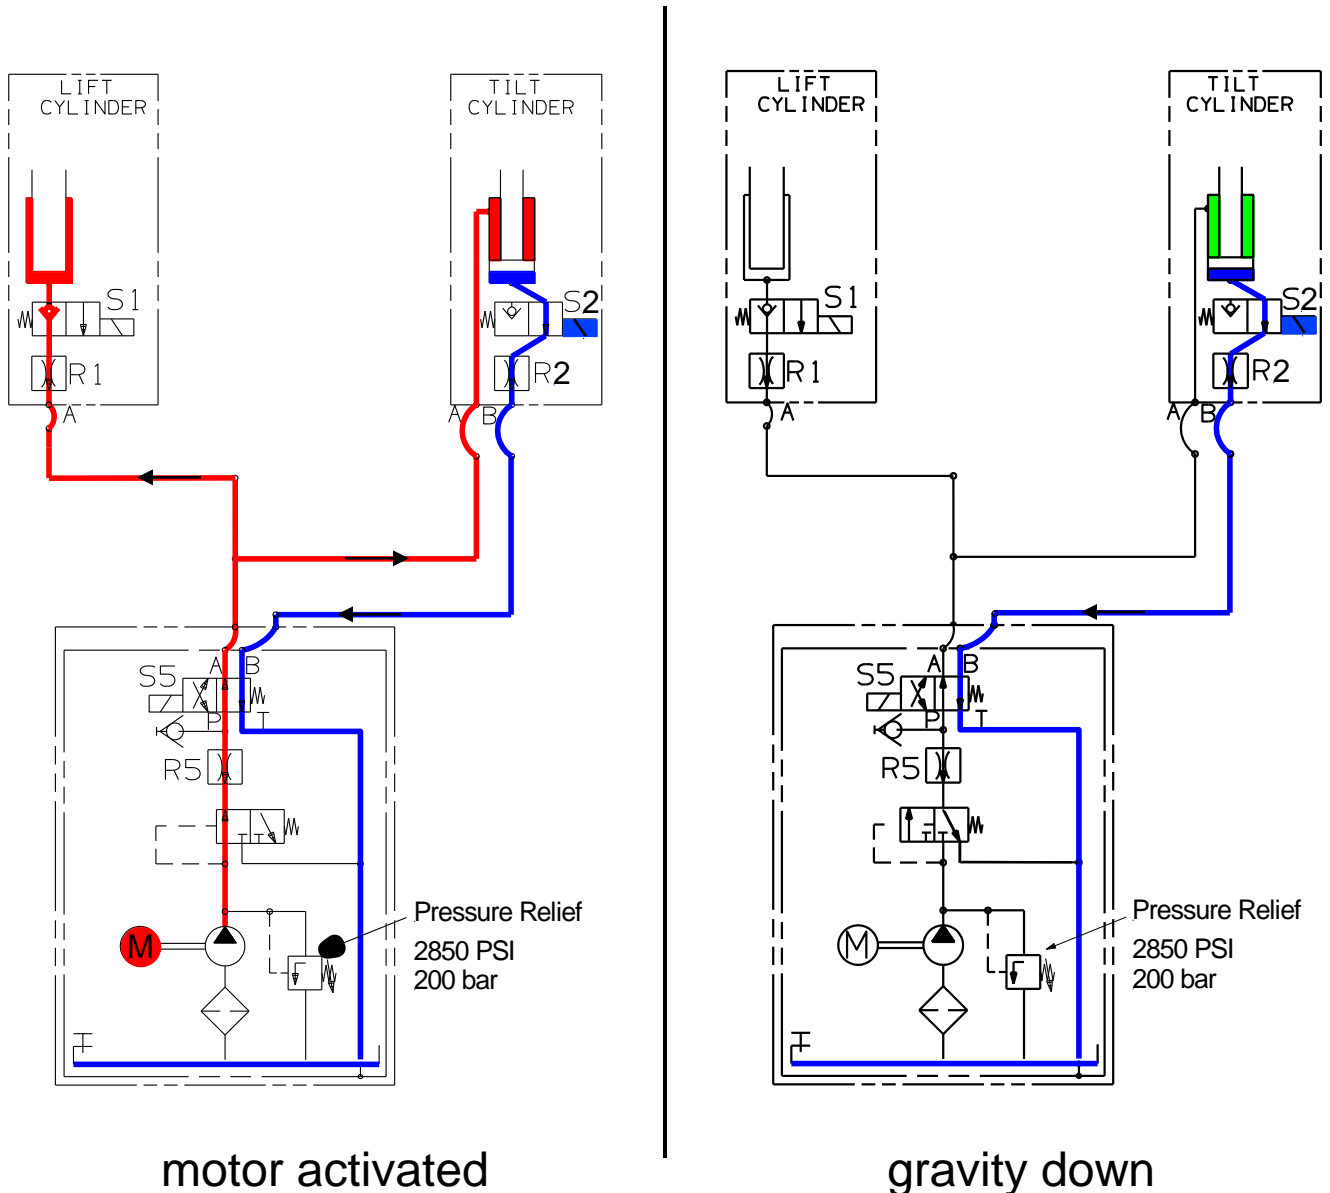 LIFT
CYLINDER
TILT
CYLINDER
S1
S2
R1
R2
A
A
B
A
B
S5
P
T
R5
T
T
M
Pressure Relief
2850 PSI
200 bar
motor activated
LIFT
CYLINDER
TILT
CYLINDER
S1
S2
R1
R2
A
A
B
A
B
S5
P
T
R5
T
T
M
Pressure Relief
2850 PSI
200 bar
gravity down